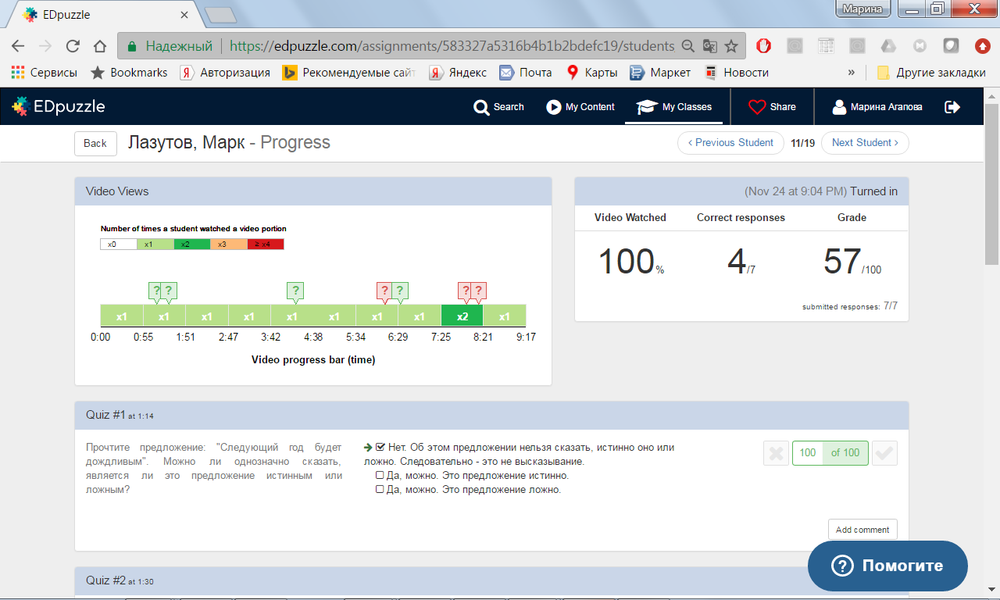 EDpuzzle
Марина
Надежный https://edpuzzle.com/assignments/583327a5316b4b1b2bdefc19/students
Сервисы Bookmarks Авторизация Рекомендуемые сайт Яндекс Почта Карты Маркет Новости » Другие закладки
EDpuzzle Search My Content My Classes Share Марина Агапова
Back Лазутов, Марк - Progress < Previous Student 11/19 Next Student >
Video Views
(Nov 24 at 9:04 PM) Turned in
Video Watched Correct responses Grade
100% 4/7 57/100
submitted responses: 7/7
Number of times a student watched a video portion
x0 x1 x2 x3 ≥ x4
? ? ? ? ? ? ?
x1 x1 x1 x1 x1 x1 x1 x1 x2 x1
0:00 0:55 1:51 2:47 3:42 4:38 5:34 6:29 7:25 8:21 9:17
Video progress bar (time)
Quiz #1 at 1:14
Прочтите предложение: "Следующий год будет
дождливым". Можно ли однозначно сказать,
является ли это предложение истинным или
ложным?
Нет. Об этом предложении нельзя сказать, истинно оно или
ложно. Следовательно - это не высказывание.
Да, можно. Это предложение истинно.
Да, можно. Это предложение ложно.
100 of 100
Add comment
Помогите
Quiz #2 at 1:30